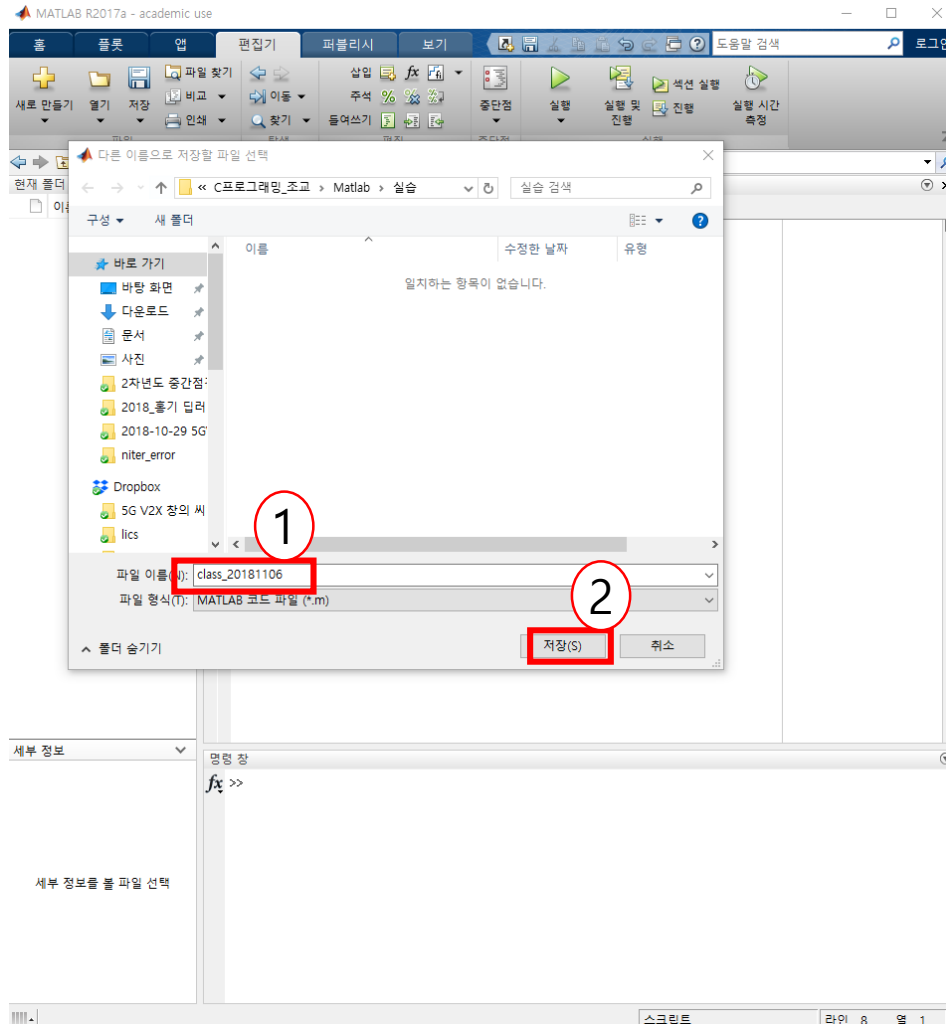 MATLAB R2017a - academic use
홈 플롯 앱 편집기 퍼블리시 보기 도움말 검색
새로 만들기 열기 저장 파일 찾기 비교 인쇄
이동 찾기
삽입 fx 주석 들여쓰기
중단점 실행 실행 및 진행 섹션 실행 진행 실행 시간 측정
다른 이름으로 저장할 파일 선택
« C프로그래밍_조교 › Matlab › 실습 실습 검색
현재 폴더
구성 새 폴더
이름 수정한 날짜 유형
일치하는 항목이 없습니다.
바로 가기
바탕 화면
다운로드
문서
사진
2차년도 중간점
2018_홍기 딥러
2018-10-29 5G
niter_error
Dropbox
5G V2X 창의 씨
lics
1
파일 이름(N): class_20181106
파일 형식(T): MATLAB 코드 파일 (*.m)
2
폴더 숨기기 저장(S) 취소
세부 정보
명령 창
fx >>
세부 정보를 볼 파일 선택
스크립트 라인 8 열 1